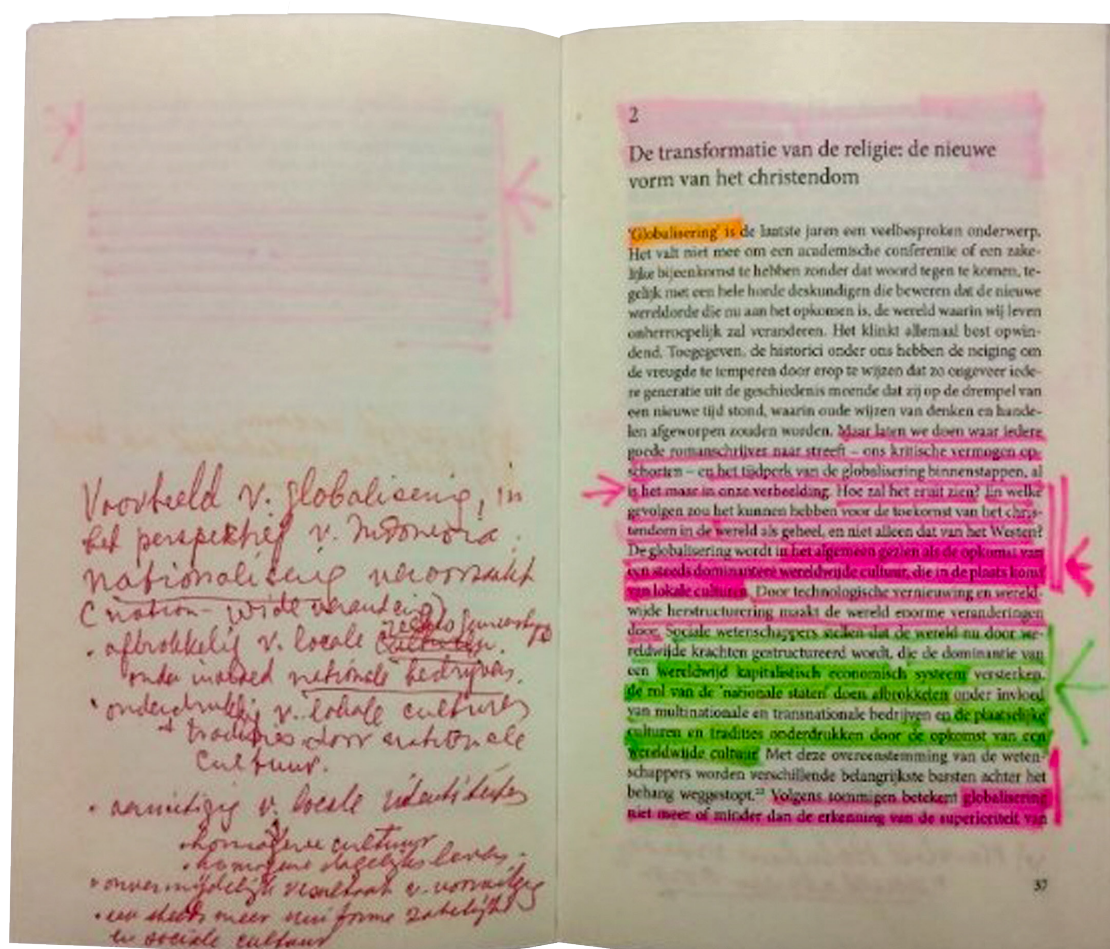 Voorbeeld v. globalisering, in
het perspektief v. Indonesia.
nationalisering veroorzaakt
(nation-wide verandering)
• afbrokkeling v. locale
onder invloed nationale bedrijven.
• onderdrukking v. lokale culturen
+ tradities door nationale
cultuur.
• v. locale identiteiten
• homogene cultuur
• homogene dagelijks leven.
• onvermijdelijk resultaat v.
• een steeds meer uniforme zakelijke
en sociale cultuur
2
De transformatie van de religie: de nieuwe
vorm van het christendom
'Globalisering' is de laatste jaren een veelbesproken onderwerp.
Het valt niet mee om een academische conferentie of een zake-
lijke bijeenkomst te hebben zonder dat woord tegen te komen, te-
gelijk met een hele horde deskundigen die beweren dat de nieuwe
wereldorde die nu aan het opkomen is, de wereld waarin wij leven
onherroepelijk zal veranderen. Het klinkt allemaal best opwin-
dend. Toegegeven, de historici onder ons hebben de neiging om
de vreugde te temperen door erop te wijzen dat zo ongeveer iede-
re generatie uit de geschiedenis meende dat zij op de drempel van
een nieuwe tijd stond, waarin oude wijzen van denken en hande-
len afgeworpen zouden worden. Maar laten we doen waar iedere
goede romanschrijver naar streeft – ons kritische vermogen op-
schorten – en het tijdperk van de globalisering binnenstappen, al
is het maar in onze verbeelding. Hoe zal het eruit zien? En welke
gevolgen zou het kunnen hebben voor de toekomst van het chris-
tendom in de wereld als geheel, en niet alleen dat van het Westen?
De globalisering wordt in het algemeen gezien als de opkomst van
een steeds dominantere wereldwijde cultuur, die in de plaats komt
van lokale culturen. Door technologische vernieuwing en wereld-
wijde herstructurering maakt de wereld enorme veranderingen
door. Sociale wetenschappers stellen dat de wereld nu door we-
reldwijde krachten gestructureerd wordt, die de dominantie van
een wereldwijd kapitalistisch economisch systeem versterken,
de rol van de 'nationale staten' doen afbrokkelen onder invloed
van multinationale en transnationale bedrijven en de plaatselijke
culturen en tradities onderdrukken door de opkomst van een
wereldwijde cultuur. Met deze overeenstemming van de weten-
schappers worden verschillende belangrijkste barsten achter het
behang weggestopt. Volgens sommigen betekent globalisering
niet meer of minder dan de erkenning van de superioriteit van
37